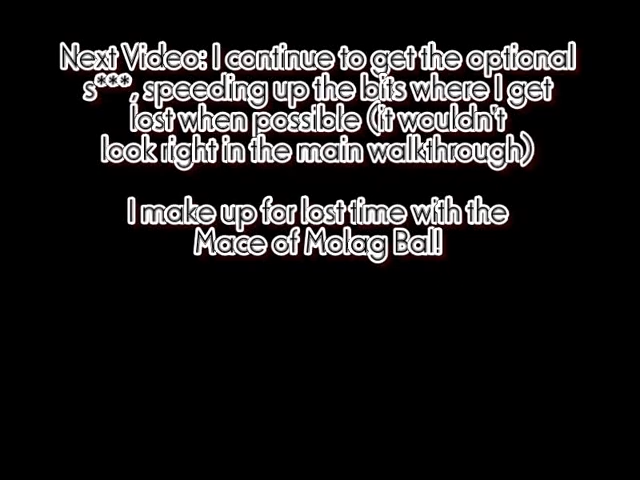 Next Video: I continue to get the optional
s***, speeding up the bits where I get
lost when possible (it wouldn't
look right in the main walkthrough)
I make up for lost time with the
Mace of Molag Bal!